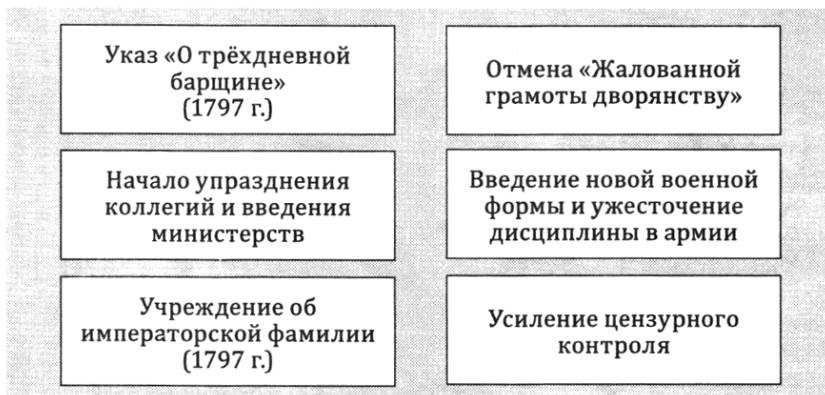 Указ «О трёхдневной
барщине»
(1797 г.)
Отмена «Жалованной
грамоты дворянству»
Начало упразднения
коллегий и введения
министерств
Введение новой военной
формы и ужесточение
дисциплины в армии
Учреждение об
императорской фамилии
(1797 г.)
Усиление цензурного
контроля